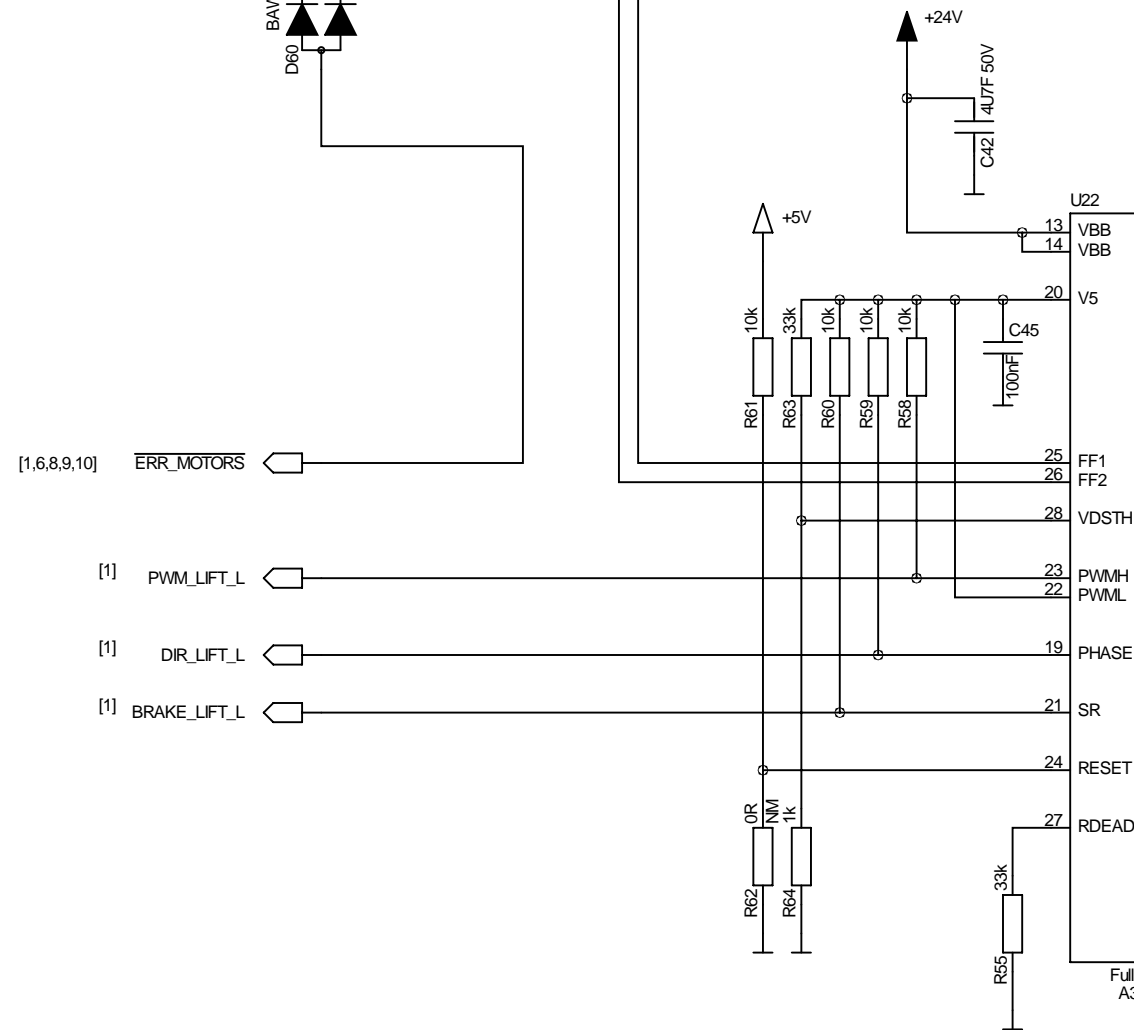 BAW
D60
+24V
4U7F 50V
C42
+5V
U22
13 VBB
14 VBB
20 V5
C45
100nF
10k
33k
10k
10k
10k
R61
R63
R60
R59
R58
[1,6,8,9,10] ERR_MOTORS
25 FF1
26 FF2
28 VDSTH
[1] PWM_LIFT_L
23 PWMH
22 PWML
[1] DIR_LIFT_L
19 PHASE
[1] BRAKE_LIFT_L
21 SR
24 RESET
0R
NM
1k
R62
R64
27 RDEAD
33k
R55
Full
A3